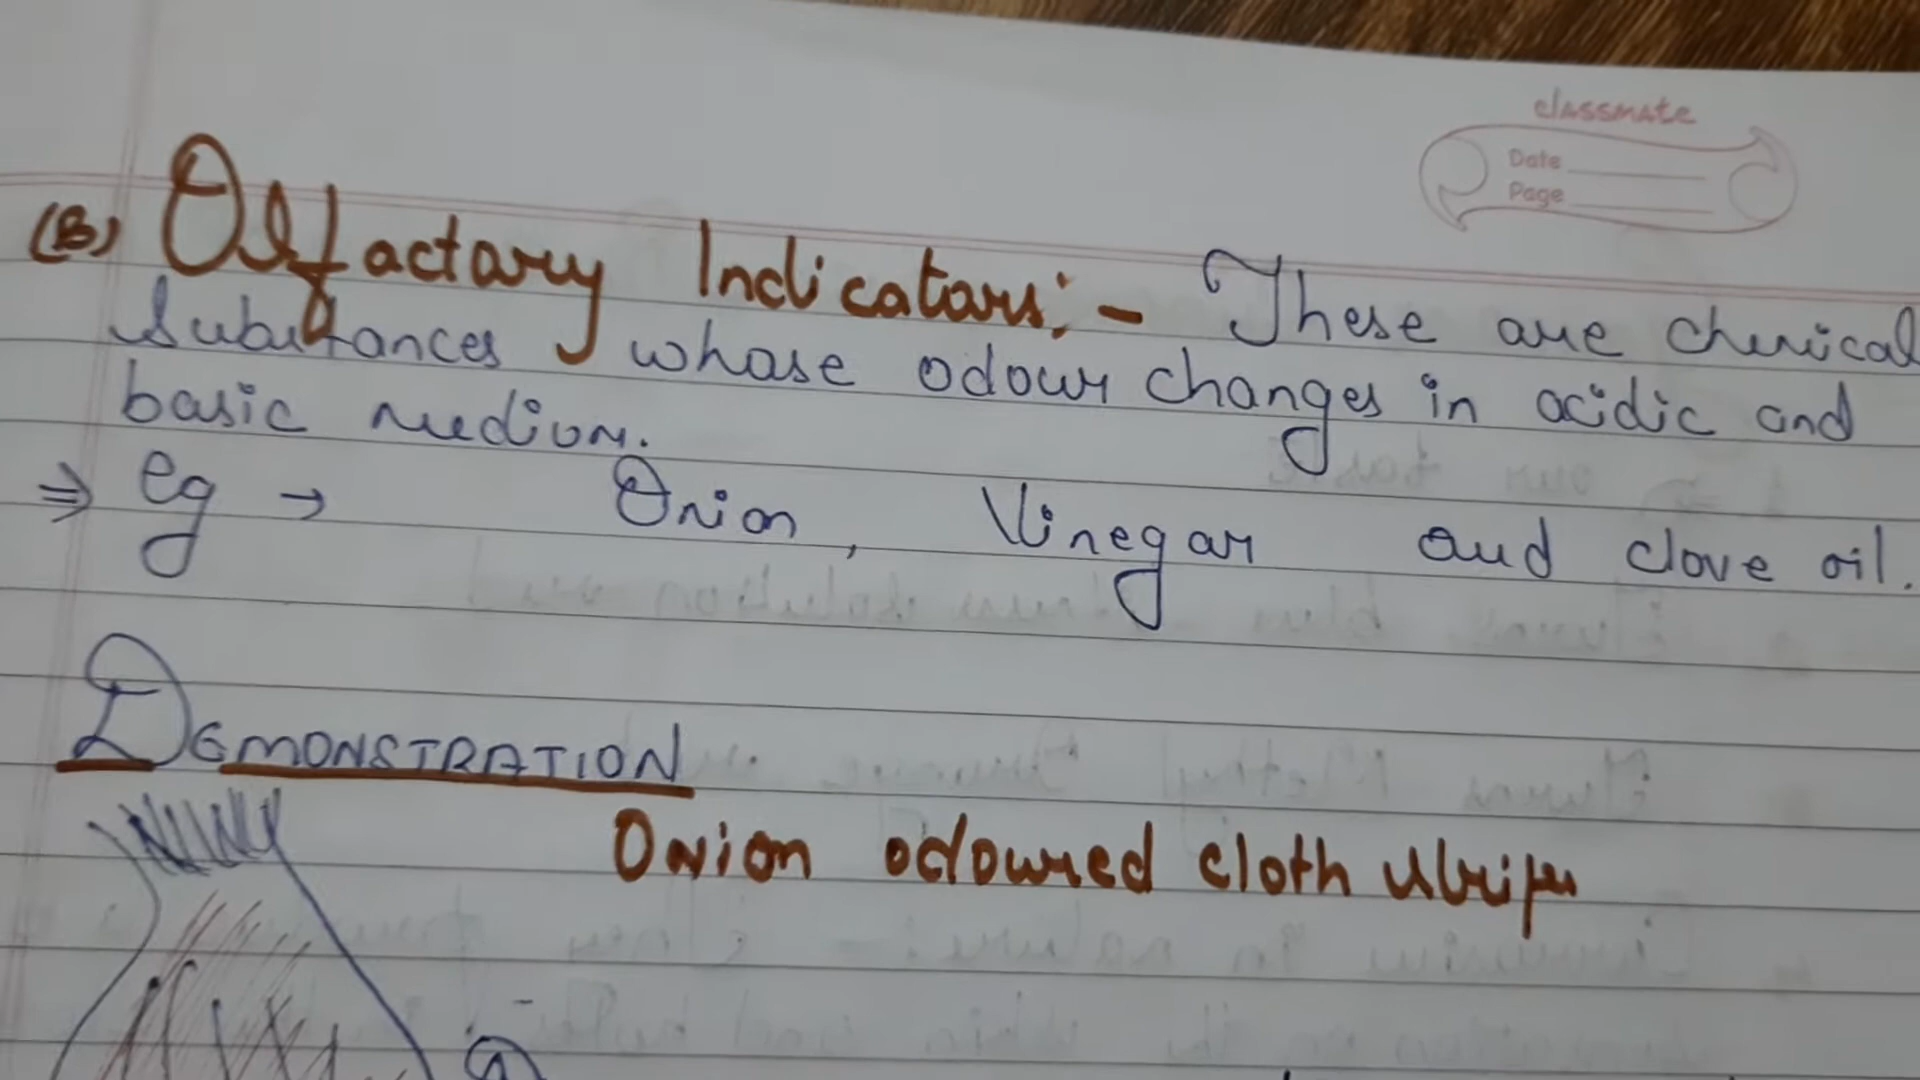 classmate
Date
Page
(B) Olfactory Indicators:- These are chemical
substances whose odour changes in acidic and
basic medium.
⇒ eg → Onion, Vinegar and clove oil.
DEMONSTRATION
Onion odoured cloth strips